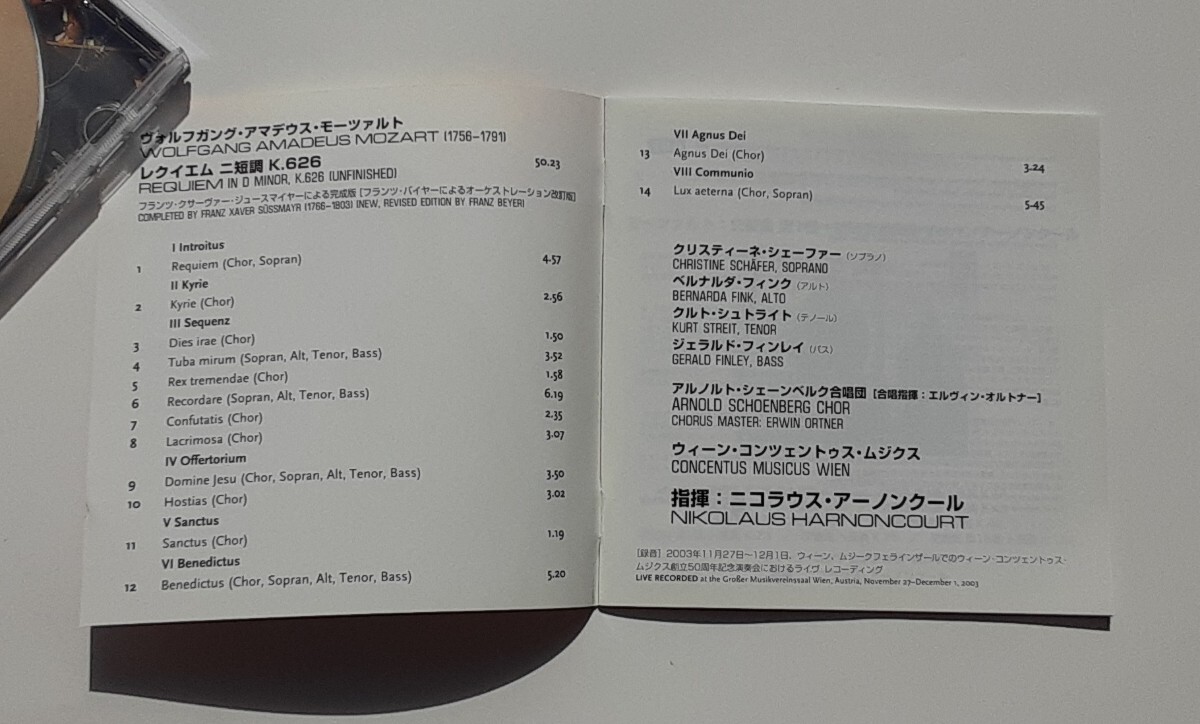 ヴォルフガング・アマデウス・モーツァルト
WOLFGANG AMADEUS MOZART (1756–1791)
レクイエム ニ短調 K.626 50.23
REQUIEM IN D MINOR, K.626 (UNFINISHED)
フランツ・クサーヴァー・ジュースマイヤーによる完成版 [フランツ・バイヤーによるオーケストレーション改訂版]
COMPLETED BY FRANZ XAVER SÜSSMAYR (1766–1803) (NEW, REVISED EDITION BY FRANZ BEYER)
I Introitus
1 Requiem (Chor, Sopran) 4-57
II Kyrie
2 Kyrie (Chor) 2.56
III Sequenz
3 Dies irae (Chor) 1.50
4 Tuba mirum (Sopran, Alt, Tenor, Bass) 3.52
5 Rex tremendae (Chor) 1.58
6 Recordare (Sopran, Alt, Tenor, Bass) 6.19
7 Confutatis (Chor) 2.35
8 Lacrimosa (Chor) 3.07
IV Offertorium
9 Domine Jesu (Chor, Sopran, Alt, Tenor, Bass) 3.50
10 Hostias (Chor) 3.02
V Sanctus
11 Sanctus (Chor) 1.19
VI Benedictus
12 Benedictus (Chor, Sopran, Alt, Tenor, Bass) 5.20
VII Agnus Dei
13 Agnus Dei (Chor) 3-24
VIII Communio
14 Lux aeterna (Chor, Sopran) 5-45
クリスティーネ・シェーファー (ソプラノ)
CHRISTINE SCHÄFER, SOPRANO
ベルナルダ・フィンク (アルト)
BERNARDA FINK, ALTO
クルト・シュトライト (テノール)
KURT STREIT, TENOR
ジェラルド・フィンレイ (バス)
GERALD FINLEY, BASS
アルノルト・シェーンベルク合唱団 [合唱指揮：エルヴィン・オルトナー]
ARNOLD SCHOENBERG CHOR
CHORUS MASTER: ERWIN ORTNER
ウィーン・コンツェントゥス・ムジクス
CONCENTUS MUSICUS WIEN
指揮：ニコラウス・アーノンクール
NIKOLAUS HARNONCOURT
[録音] 2003年11月27日〜12月1日、ウィーン、ムジークフェラインザールでのウィーン・コンツェントゥス・
ムジクス創立50周年記念演奏会におけるライヴ・レコーディング
LIVE RECORDED at the Großer Musikvereinssaal Wien, Austria, November 27–December 1, 2003